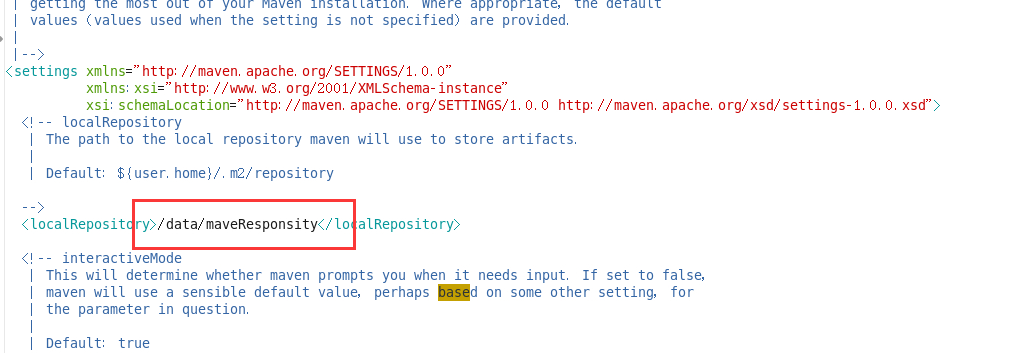 | getting the most out of your Maven installation. Where appropriate, the default
| values (values used when the setting is not specified) are provided.
|
|-->
<settings xmlns="http://maven.apache.org/SETTINGS/1.0.0"
xmlns:xsi="http://www.w3.org/2001/XMLSchema-instance"
xsi:schemaLocation="http://maven.apache.org/SETTINGS/1.0.0 http://maven.apache.org/xsd/settings-1.0.0.xsd">
<!-- localRepository
| The path to the local repository maven will use to store artifacts.
|
| Default: ${user.home}/.m2/repository
-->
<localRepository>/data/maveResponsity</localRepository>
<!-- interactiveMode
| This will determine whether maven prompts you when it needs input. If set to false,
| maven will use a sensible default value, perhaps based on some other setting, for
| the parameter in question.
|
| Default: true